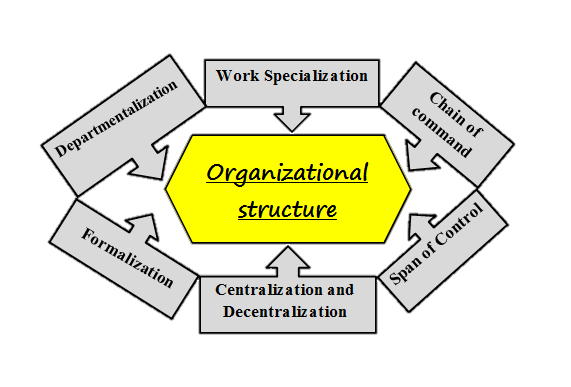 Work Specialization
Departmentalization
Chain of
command
Organizational
structure
Formalization
Span of Control
Centralization and
Decentralization